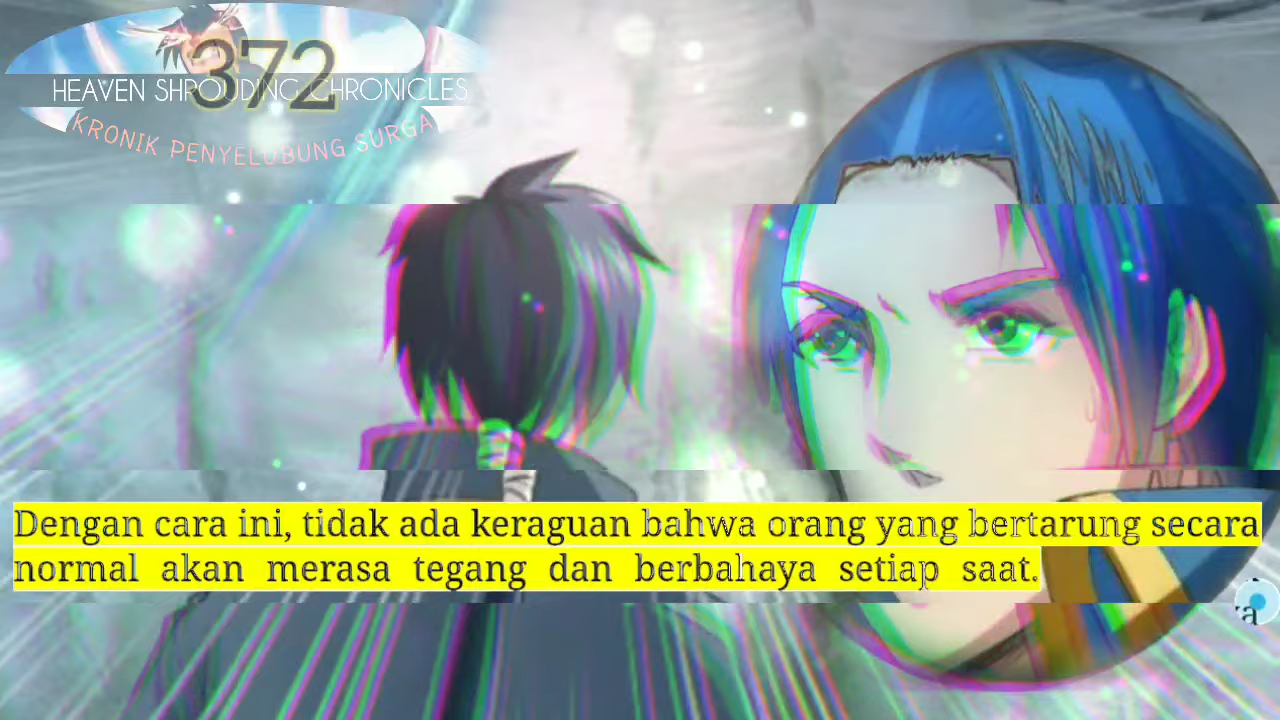 372
HEAVEN SHROUDING CHRONICLES
KRONIK PENYELUBUNG SURGA
Dengan cara ini, tidak ada keraguan bahwa orang yang bertarung secara
normal akan merasa tegang dan berbahaya setiap saat.